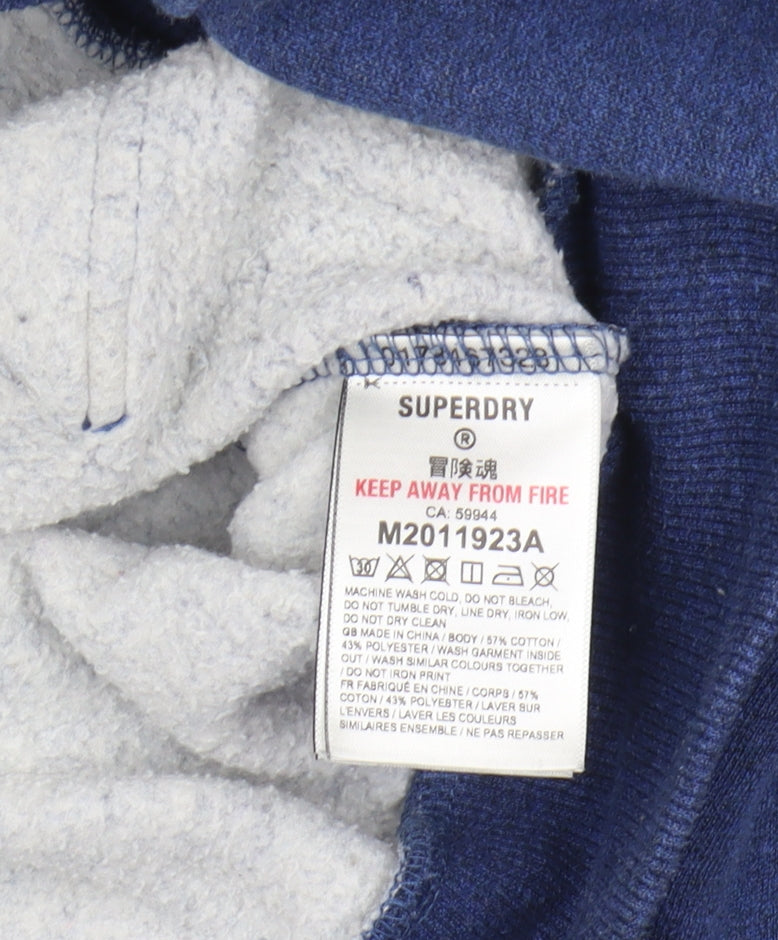 0173167328
SUPERDRY
®
冒険魂
KEEP AWAY FROM FIRE
CA: 59944
M2011923A
30
MACHINE WASH COLD, DO NOT BLEACH,
DO NOT TUMBLE DRY, LINE DRY, IRON LOW,
DO NOT DRY CLEAN
GB MADE IN CHINA / BODY / 57% COTTON /
43% POLYESTER / WASH GARMENT INSIDE
OUT / WASH SIMILAR COLOURS TOGETHER
/ DO NOT IRON PRINT
FR FABRIQUÉ EN CHINE / CORPS / 57%
COTON / 43% POLYESTER / LAVER SUR
L'ENVERS / LAVER LES COULEURS
SIMILAIRES ENSEMBLE / NE PAS REPASSER